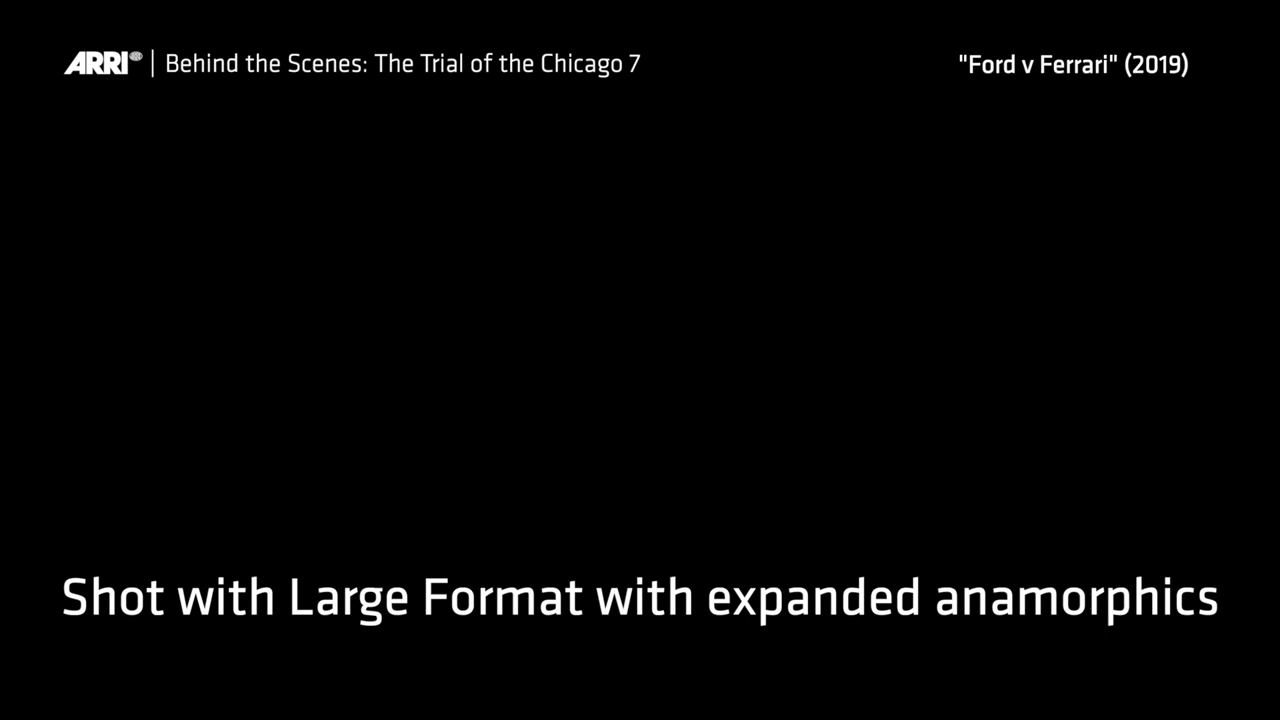 ARRI | Behind the Scenes: The Trial of the Chicago 7
"Ford v Ferrari" (2019)
Shot with Large Format with expanded anamorphics